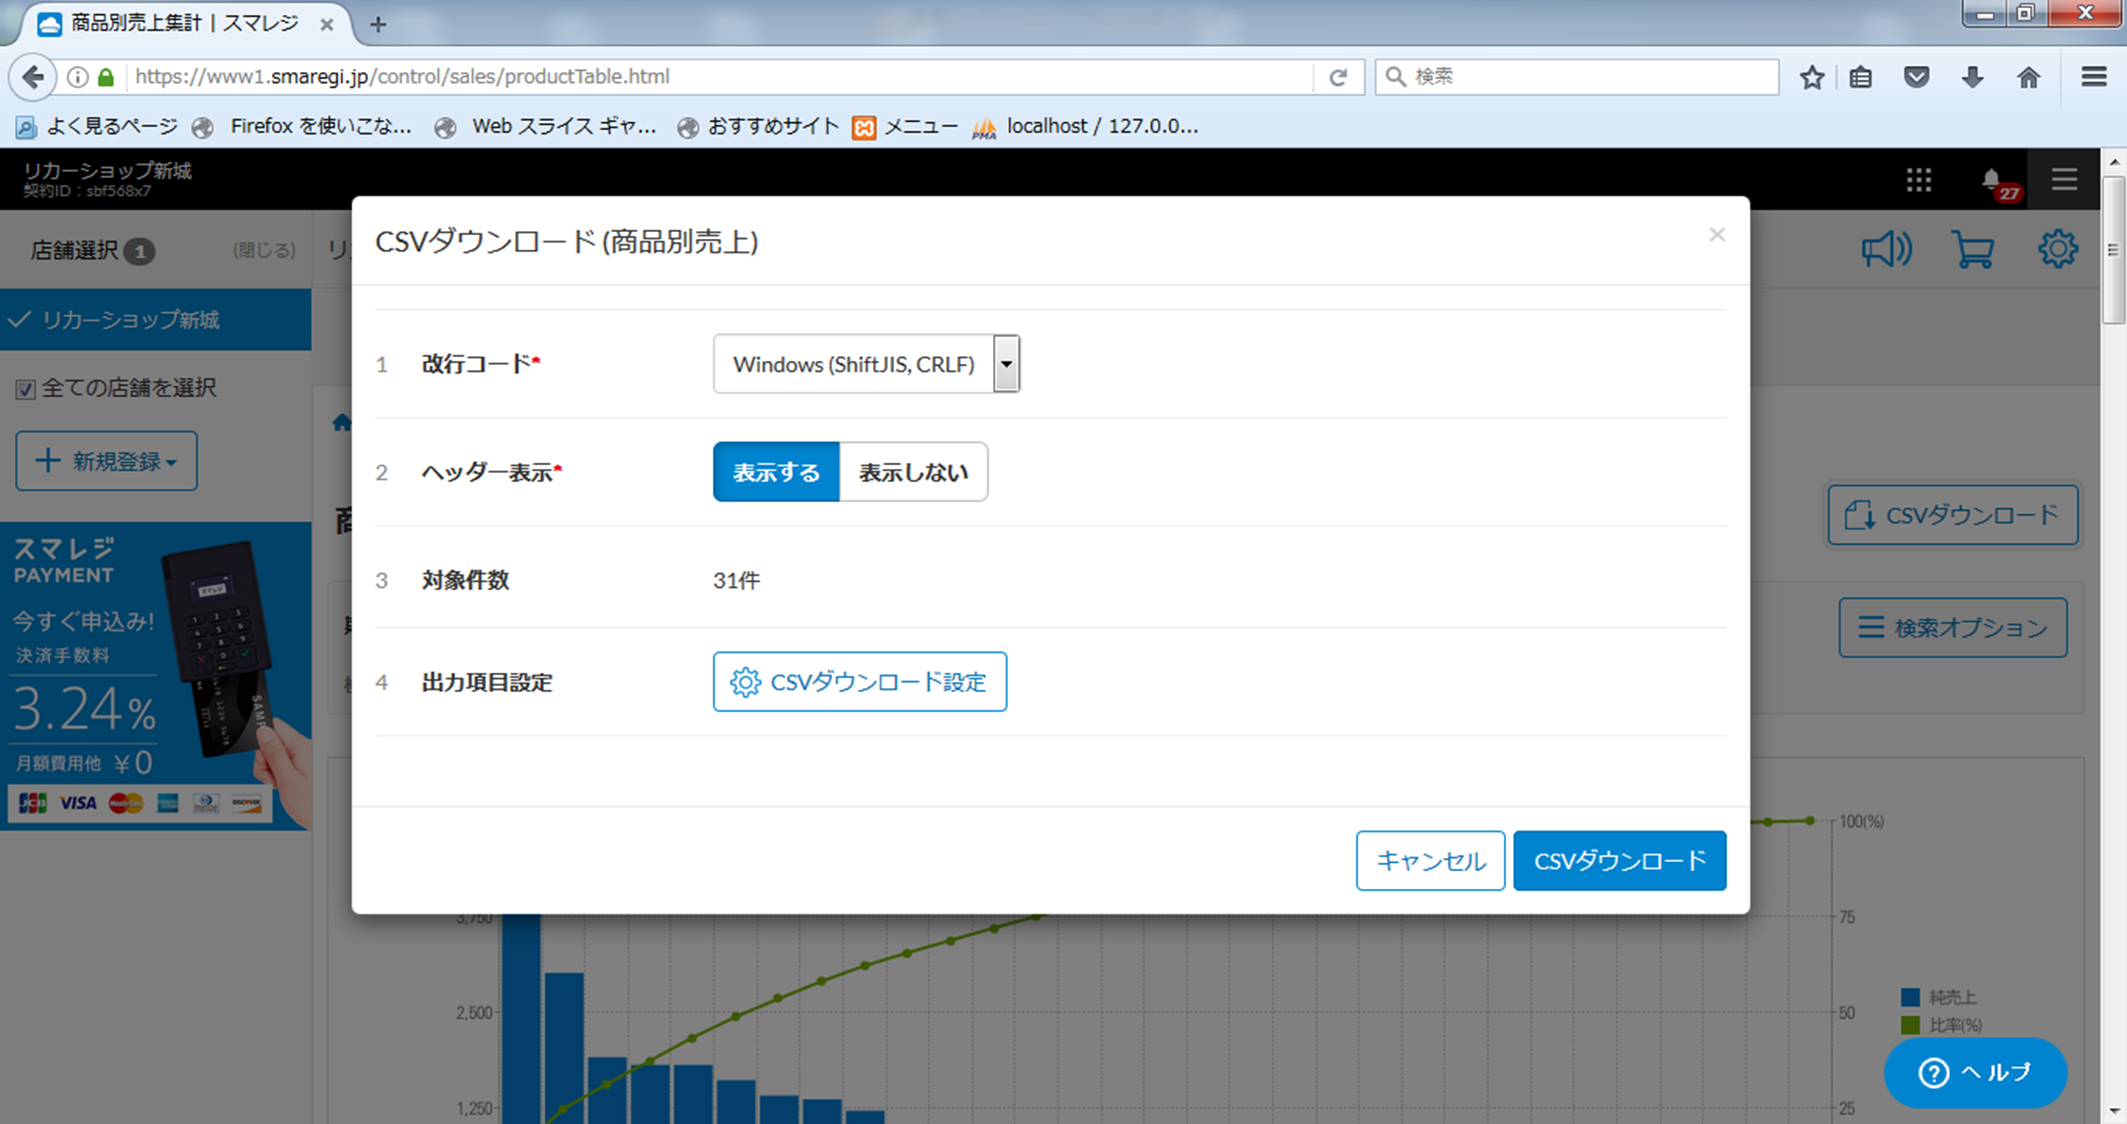 商品別売上集計 | スマレジ
https://www1.smaregi.jp/control/sales/productTable.html
検索
よく見るページ
Firefox を使いこな...
Web スライス ギャ...
おすすめサイト
メニュー
localhost / 127.0.0...
リカーショップ新城
契約ID：sbf568x7
27
店舗選択 1
(閉じる)
リ
リカーショップ新城
全ての店舗を選択
新規登録
スマレジ
PAYMENT
今すぐ申込み!
決済手数料
3.24%
月額費用他 ¥0
JCB
VISA
MasterCard
DISCOVER
CSVダウンロード (商品別売上)
×
1 改行コード*
Windows (ShiftJIS, CRLF)
2 ヘッダー表示*
表示する
表示しない
3 対象件数
31件
4 出力項目設定
CSVダウンロード設定
キャンセル
CSVダウンロード
CSVダウンロード
検索オプション
100(%)
3,750
75
2,500
50
1,250
25
純売上
比率(%)
ヘルプ